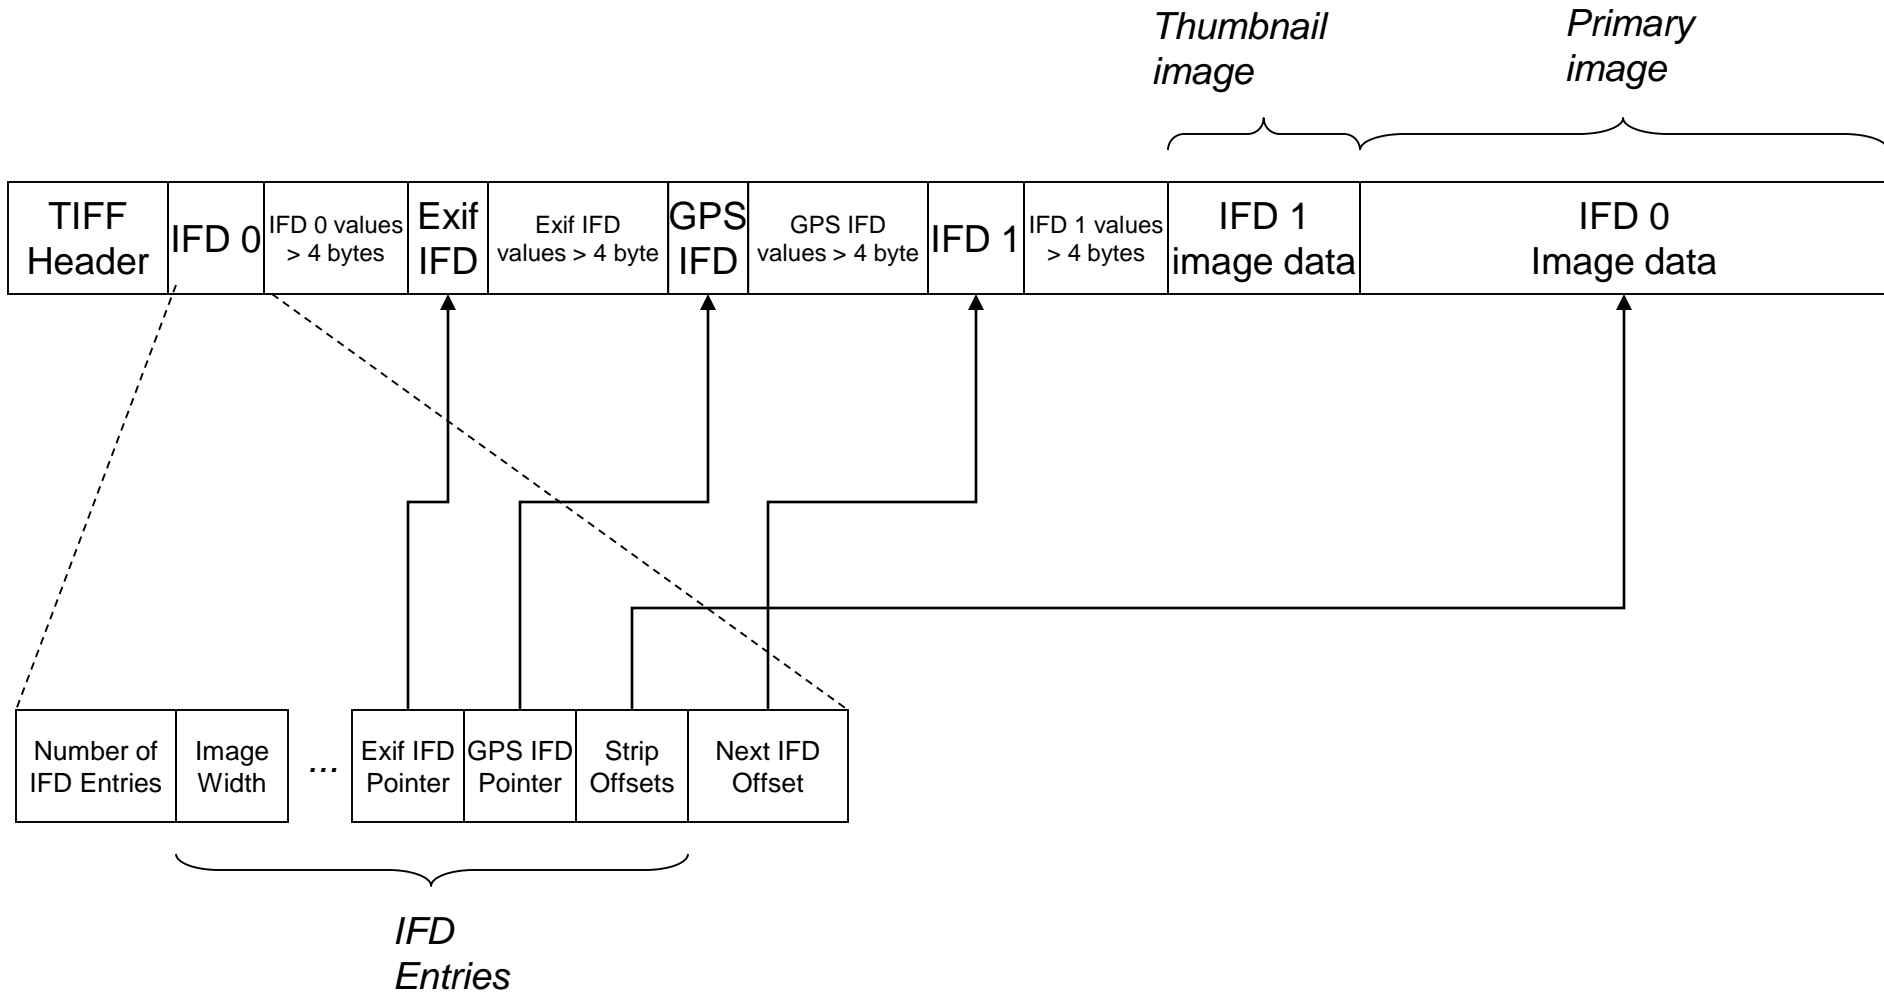 Thumbnail
image
Primary
image
TIFF
Header
IFD 0
IFD 0 values
> 4 bytes
Exif
IFD
Exif IFD
values > 4 byte
GPS
IFD
GPS IFD
values > 4 byte
IFD 1
IFD 1 values
> 4 bytes
IFD 1
image data
IFD 0
Image data
Number of
IFD Entries
Image
Width
...
Exif IFD
Pointer
GPS IFD
Pointer
Strip
Offsets
Next IFD
Offset
IFD
Entries